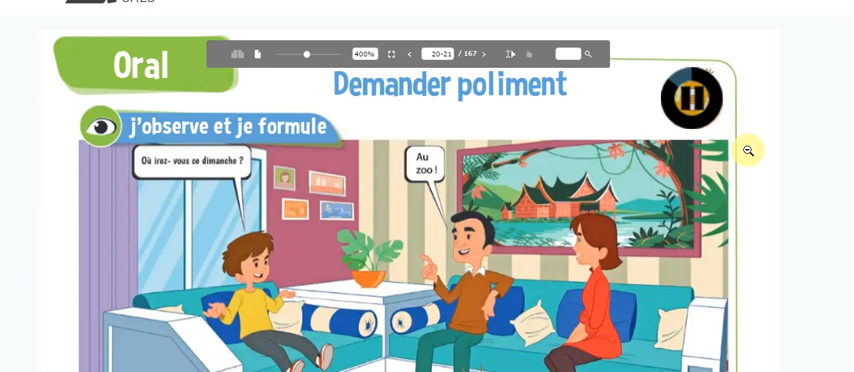 Oral
400%
20-21 / 167
Demander poliment
j'observe et je formule
Où irez- vous ce dimanche ?
Au
zoo !